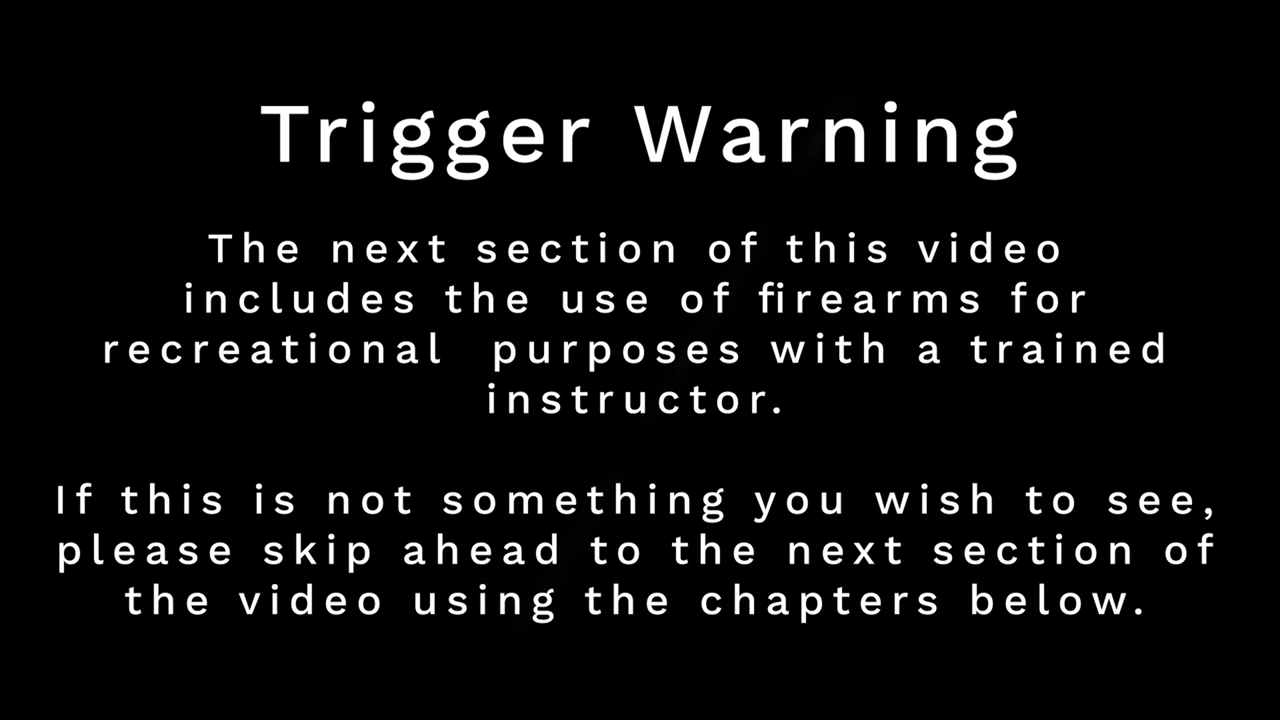 Trigger Warning
The next section of this video
includes the use of firearms for
recreational  purposes with a trained
instructor.
If this is not something you wish to see,
please skip ahead to the next section of
the video using the chapters below.